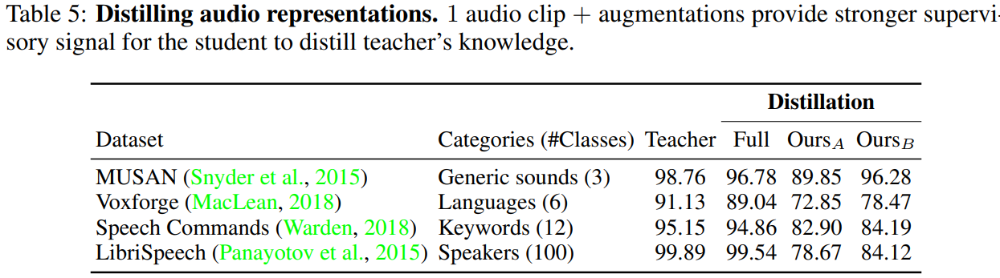 Table 5: Distilling audio representations. 1 audio clip + augmentations provide stronger supervi-
sory signal for the student to distill teacher's knowledge.
Distillation
Dataset Categories (#Classes) Teacher Full Ours_A Ours_B
MUSAN (Snyder et al., 2015) Generic sounds (3) 98.76 96.78 89.85 96.28
Voxforge (MacLean, 2018) Languages (6) 91.13 89.04 72.85 78.47
Speech Commands (Warden, 2018) Keywords (12) 95.15 94.86 82.90 84.19
LibriSpeech (Panayotov et al., 2015) Speakers (100) 99.89 99.54 78.67 84.12